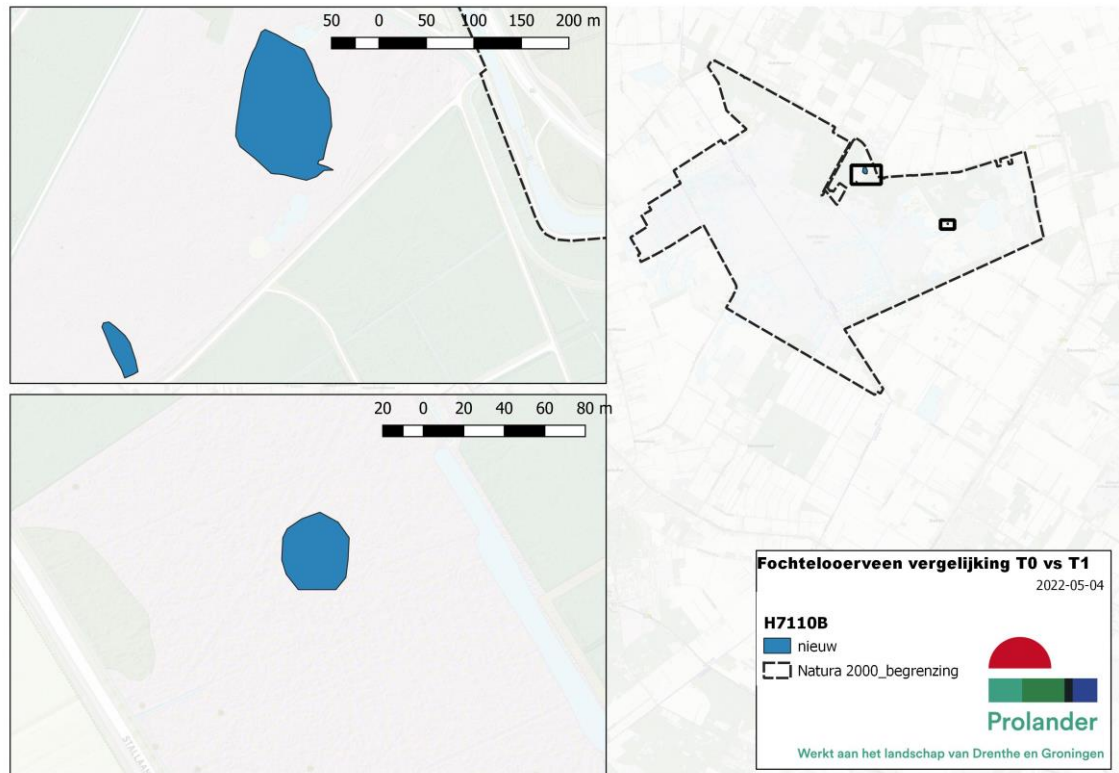 50 0 50 100 150 200 m
20 0 20 40 60 80 m
STALLAAN
Fochtelooerveen vergelijking T0 vs T1
2022-05-04
H7110B
nieuw
Natura 2000_begrenzing
Prolander
Werkt aan het landschap van Drenthe en Groningen